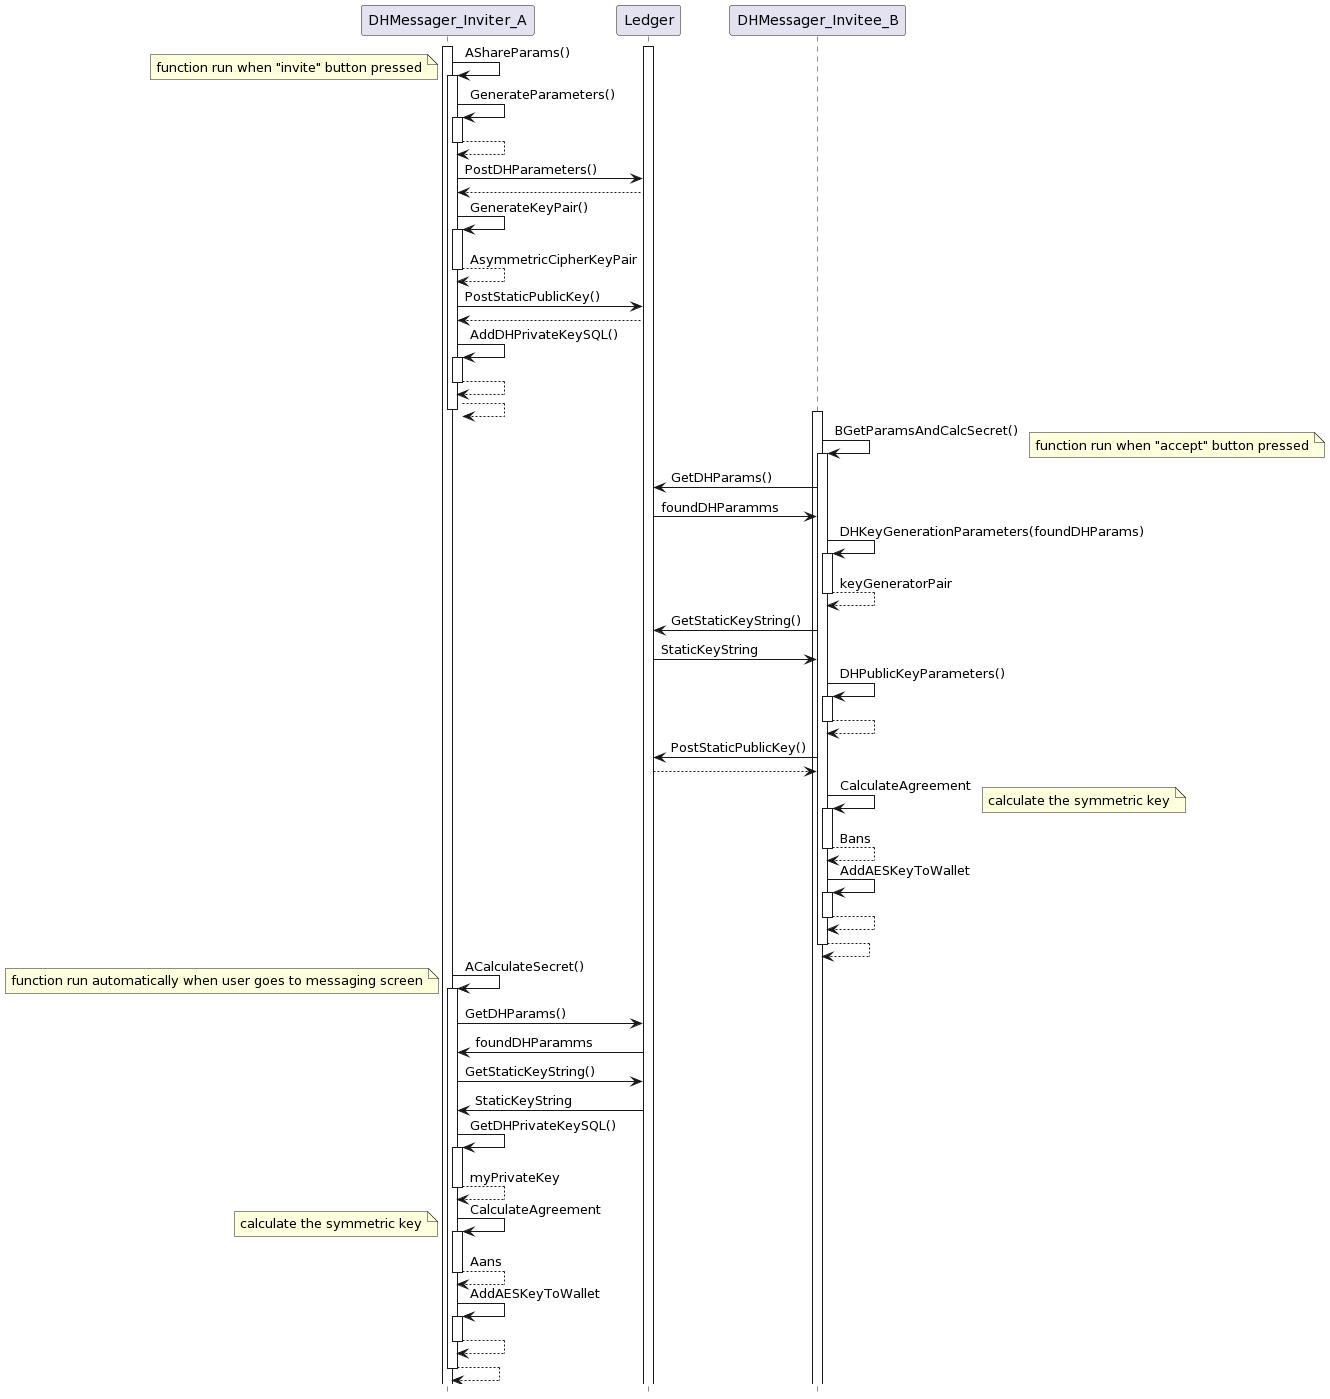 DHMessager_Inviter_A
Ledger
DHMessager_Invitee_B
AShareParams()
function run when "invite" button pressed
GenerateParameters()
PostDHParameters()
GenerateKeyPair()
AsymmetricCipherKeyPair
PostStaticPublicKey()
AddDHPrivateKeySQL()
BGetParamsAndCalcSecret()
function run when "accept" button pressed
GetDHParams()
foundDHParamms
DHKeyGenerationParameters(foundDHParams)
keyGeneratorPair
GetStaticKeyString()
StaticKeyString
DHPublicKeyParameters()
PostStaticPublicKey()
CalculateAgreement
calculate the symmetric key
Bans
AddAESKeyToWallet
ACalculateSecret()
function run automatically when user goes to messaging screen
GetDHParams()
foundDHParamms
GetStaticKeyString()
StaticKeyString
GetDHPrivateKeySQL()
myPrivateKey
CalculateAgreement
calculate the symmetric key
Aans
AddAESKeyToWallet